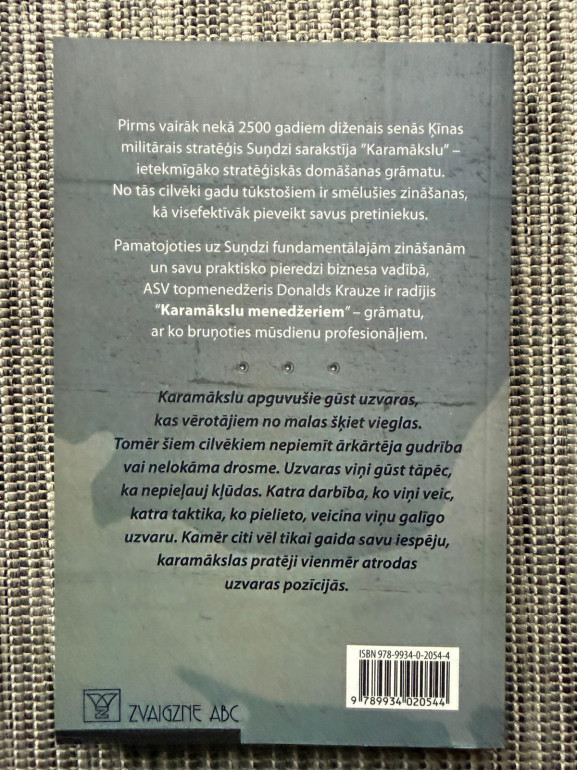 Pirms vairāk nekā 2500 gadiem diženais senās Ķīnas
militārais stratēģis Suņdzi sarakstīja "Karamākslu" –
ietekmīgāko stratēģiskās domāšanas grāmatu.
No tās cilvēki gadu tūkstošiem ir smēlušies zināšanas,
kā visefektīvāk pieveikt savus pretiniekus.
Pamatojoties uz Suņdzi fundamentālajām zināšanām
un savu praktisko pieredzi biznesa vadībā,
ASV topmenedžeris Donalds Krauze ir radījis
"Karamākslu menedžeriem" – grāmatu,
ar ko bruņoties mūsdienu profesionāļiem.
Karamākslu apguvušie gūst uzvaras,
kas vērotājiem no malas šķiet vieglas.
Tomēr šiem cilvēkiem nepiemīt ārkārtēja gudrība
vai nelokāma drosme. Uzvaras viņi gūst tāpēc,
ka nepieļauj kļūdas. Katra darbība, ko viņi veic,
katra taktika, ko pielieto, veicina viņu galīgo
uzvaru. Kamēr citi vēl tikai gaida savu iespēju,
karamākslas pratēji vienmēr atrodas
uzvaras pozīcijās.
ISBN 978-9934-0-2054-4
9 789934 020544
ZVAIGZNE ABC